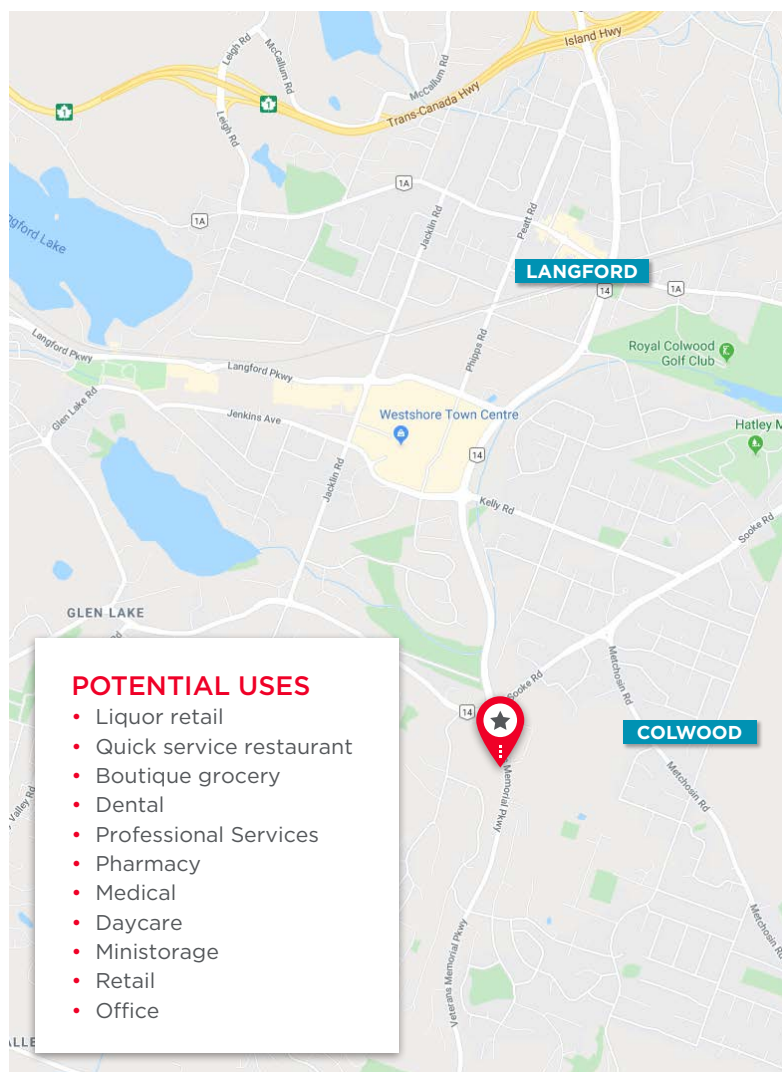 Island Hwy
Leigh Rd
McCallum Rd
McCallum Rd
Trans-Canada Hwy
1
1
Leigh Rd
1A
Peatt Rd
Jacklin Rd
1A
Lake
LANGFORD
14
1A
Langford Pkwy
Phipps Rd
Royal Colwood
Golf Club
Langford Pkwy
Glen Lake Rd
Jenkins Ave
Westshore Town Centre
Hatley M
14
Jacklin Rd
Kelly Rd
Sooke Rd
GLEN LAKE
Metchosin Rd
Sooke Rd
14
COLWOOD
Memorial Pkwy
Metchosin Rd
Valley Rd
Metchosin Rd
Veterans Memorial Pkwy
POTENTIAL USES
• Liquor retail
• Quick service restaurant
• Boutique grocery
• Dental
• Professional Services
• Pharmacy
• Medical
• Daycare
• Ministorage
• Retail
• Office